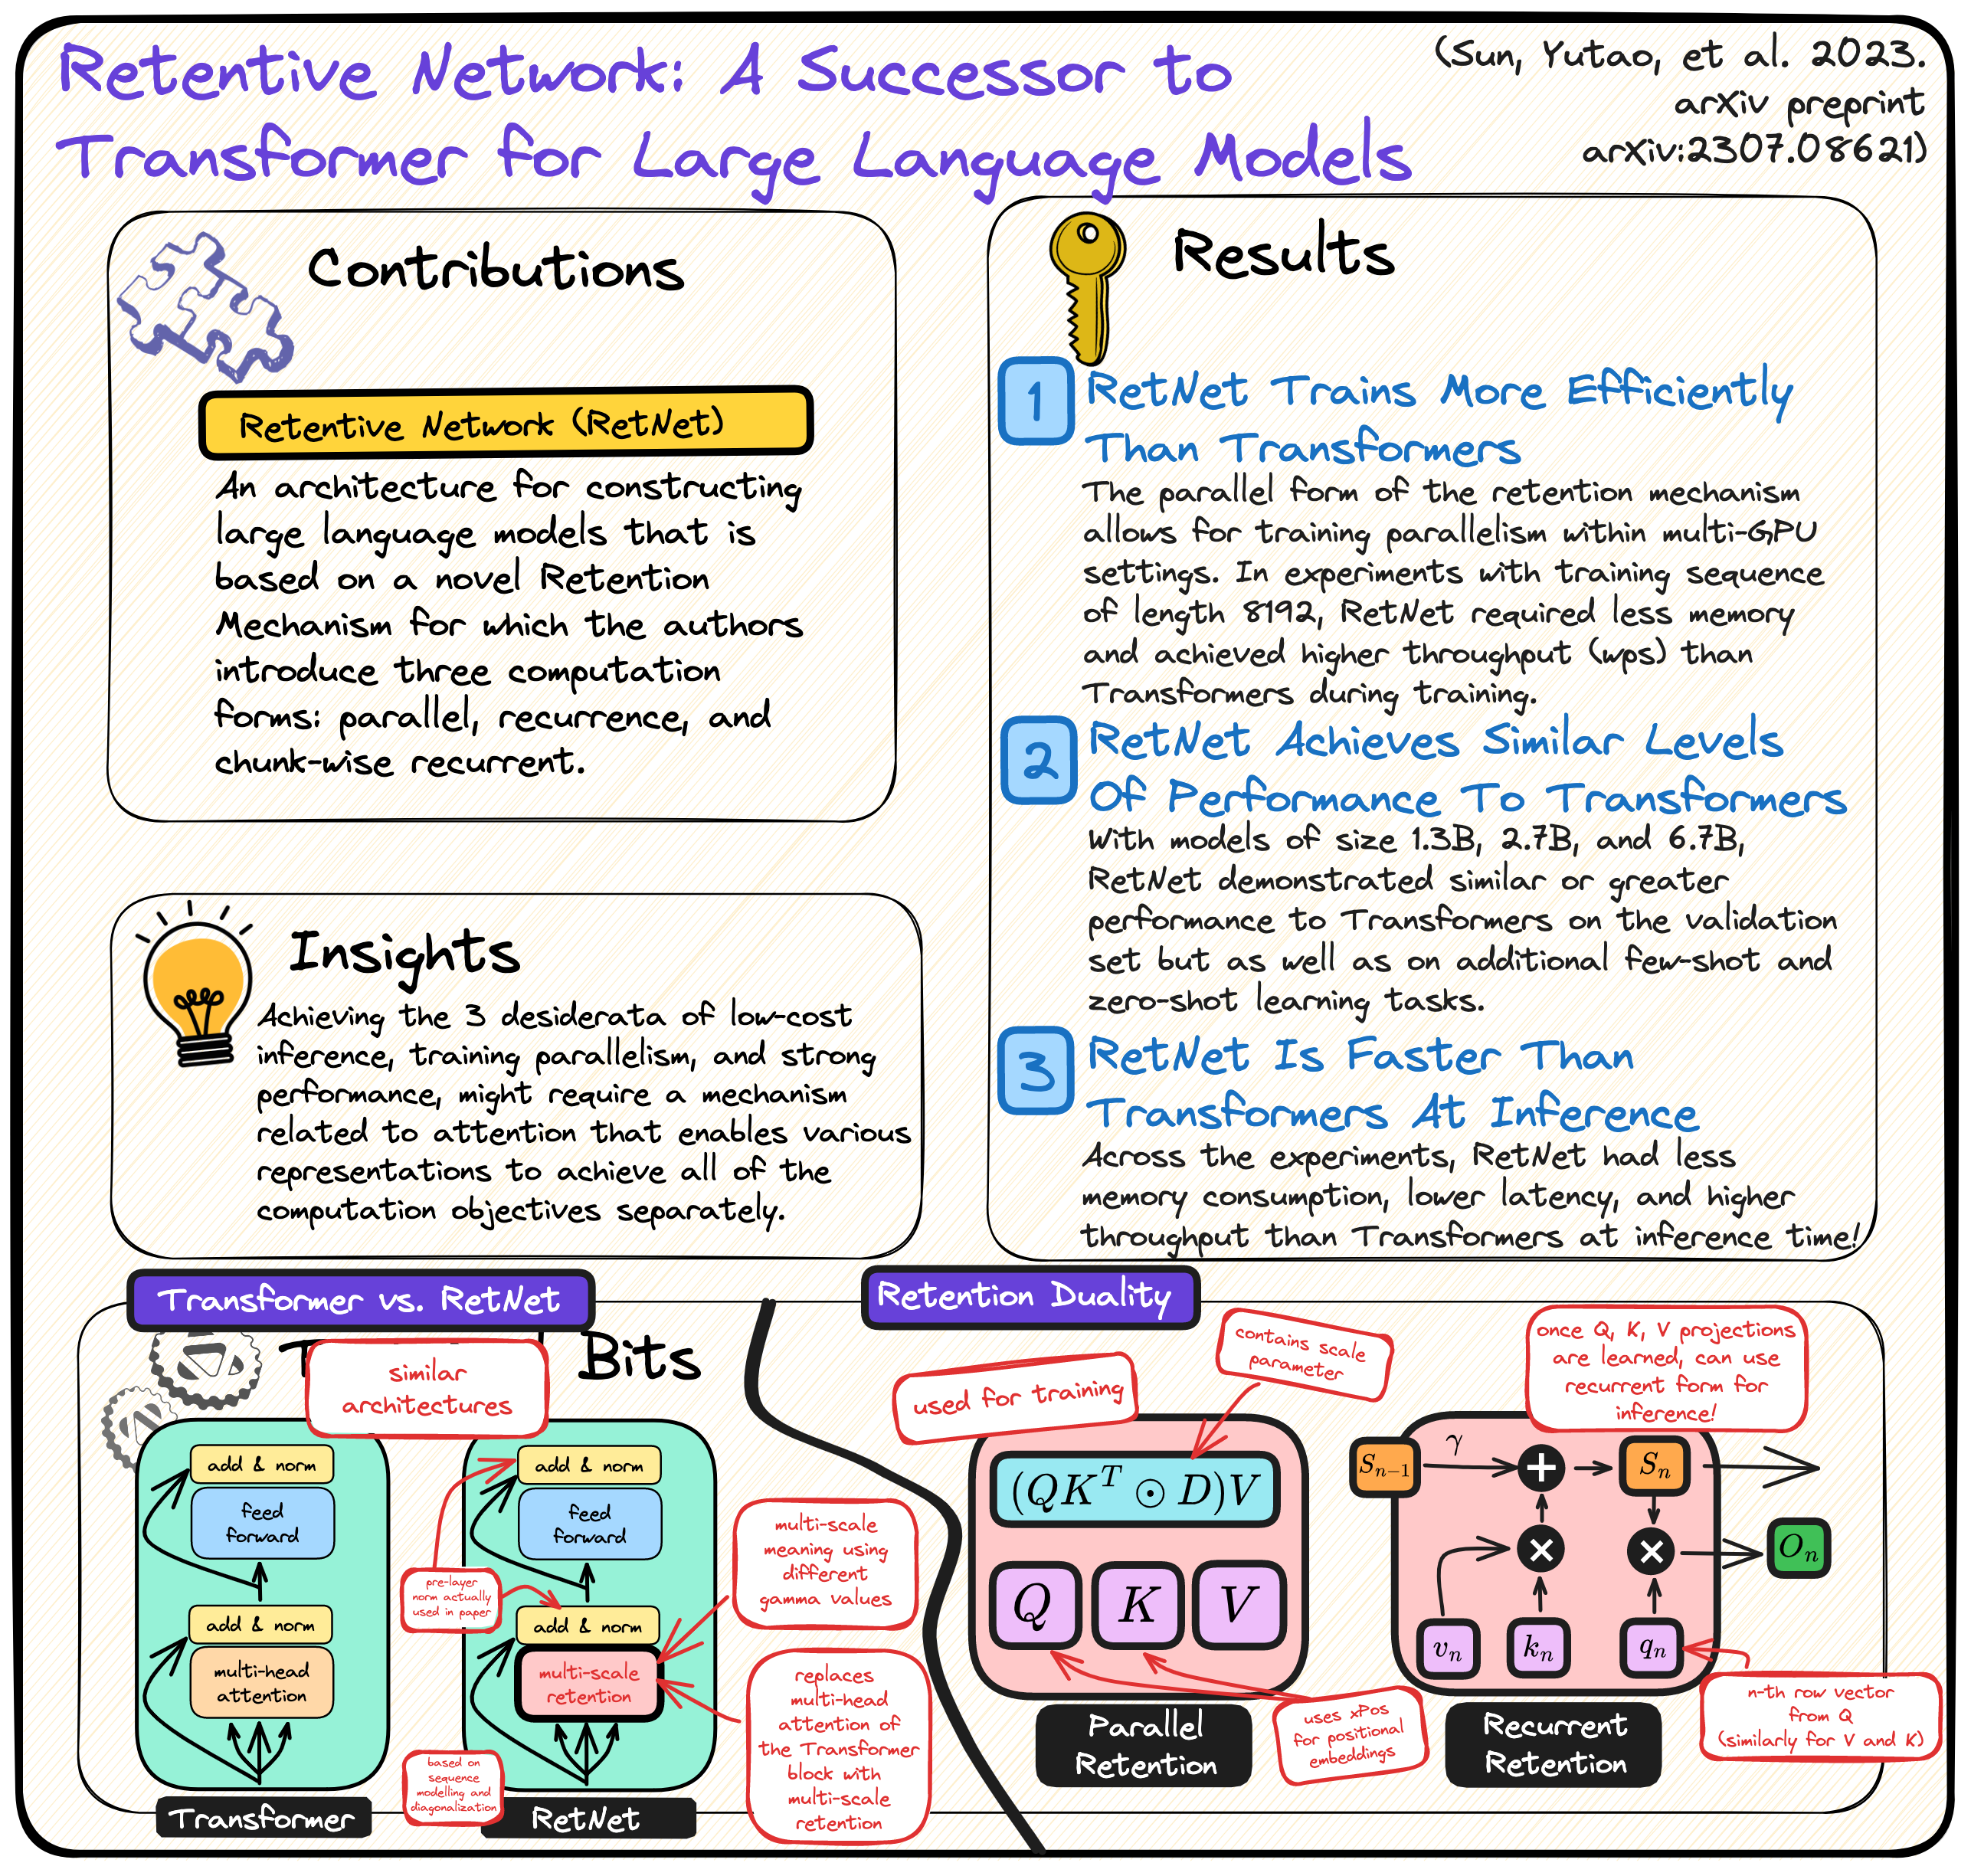 Retentive Network: A Successor to
Transformer for Large Language Models
(Sun, Yutao, et al. 2023.
arXiv preprint
arXiv:2307.08621)
Contributions
Retentive Network (RetNet)
An architecture for constructing
large language models that is
based on a novel Retention
Mechanism for which the authors
introduce three computation
forms: parallel, recurrence, and
chunk-wise recurrent.
Insights
Achieving the 3 desiderata of low-cost
inference, training parallelism, and strong
performance, might require a mechanism
related to attention that enables various
representations to achieve all of the
computation objectives separately.
Results
1
RetNet Trains More Efficiently
Than Transformers
The parallel form of the retention mechanism
allows for training parallelism within multi-GPU
settings. In experiments with training sequence
of length 8192, RetNet required less memory
and achieved higher throughput (wps) than
Transformers during training.
2
RetNet Achieves Similar Levels
Of Performance To Transformers
With models of size 1.3B, 2.7B, and 6.7B,
RetNet demonstrated similar or greater
performance to Transformers on the validation
set but as well as on additional few-shot and
zero-shot learning tasks.
3
RetNet Is Faster Than
Transformers At Inference
Across the experiments, RetNet had less
memory consumption, lower latency, and higher
throughput than Transformers at inference time!
Transformer vs. RetNet
Bits
similar
architectures
add & norm
feed
forward
add & norm
multi-head
attention
Transformer
add & norm
feed
forward
add & norm
multi-scale
retention
RetNet
pre-layer
norm actually
used in paper
based on
sequence
modelling and
diagonalization
multi-scale
meaning using
different
gamma values
replaces
multi-head
attention of
the Transformer
block with
multi-scale
retention
Retention Duality
used for training
contains scale
parameter
(QK^T ⊙ D)V
Q K V
uses xPos
for positional
embeddings
Parallel
Retention
once Q, K, V projections
are learned, can use
recurrent form for
inference!
S_{n-1} γ + S_n
× × O_n
v_n k_n q_n
n-th row vector
from Q
(similarly for V and K)
Recurrent
Retention